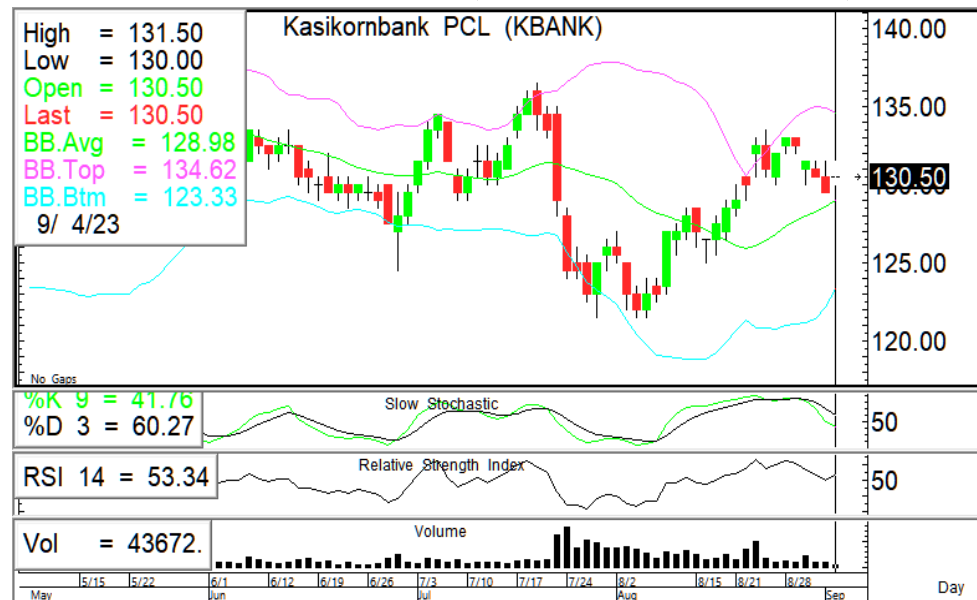 Kasikornbank PCL (KBANK)
High = 131.50
Low = 130.00
Open = 130.50
Last = 130.50
BB.Avg = 128.98
BB.Top = 134.62
BB.Btm = 123.33
9/ 4/23
140.00
135.00
130.50
130.00
125.00
120.00
No Gaps
%K 9 = 41.76
%D 3 = 60.27
Slow Stochastic
50
RSI 14 = 53.34
Relative Strength Index
50
Vol = 43672.
Volume
5/15 5/22 6/1 6/12 6/19 6/26 7/3 7/10 7/17 7/24 8/2 8/15 8/21 8/28
May Jun Jul Aug Sep
Day